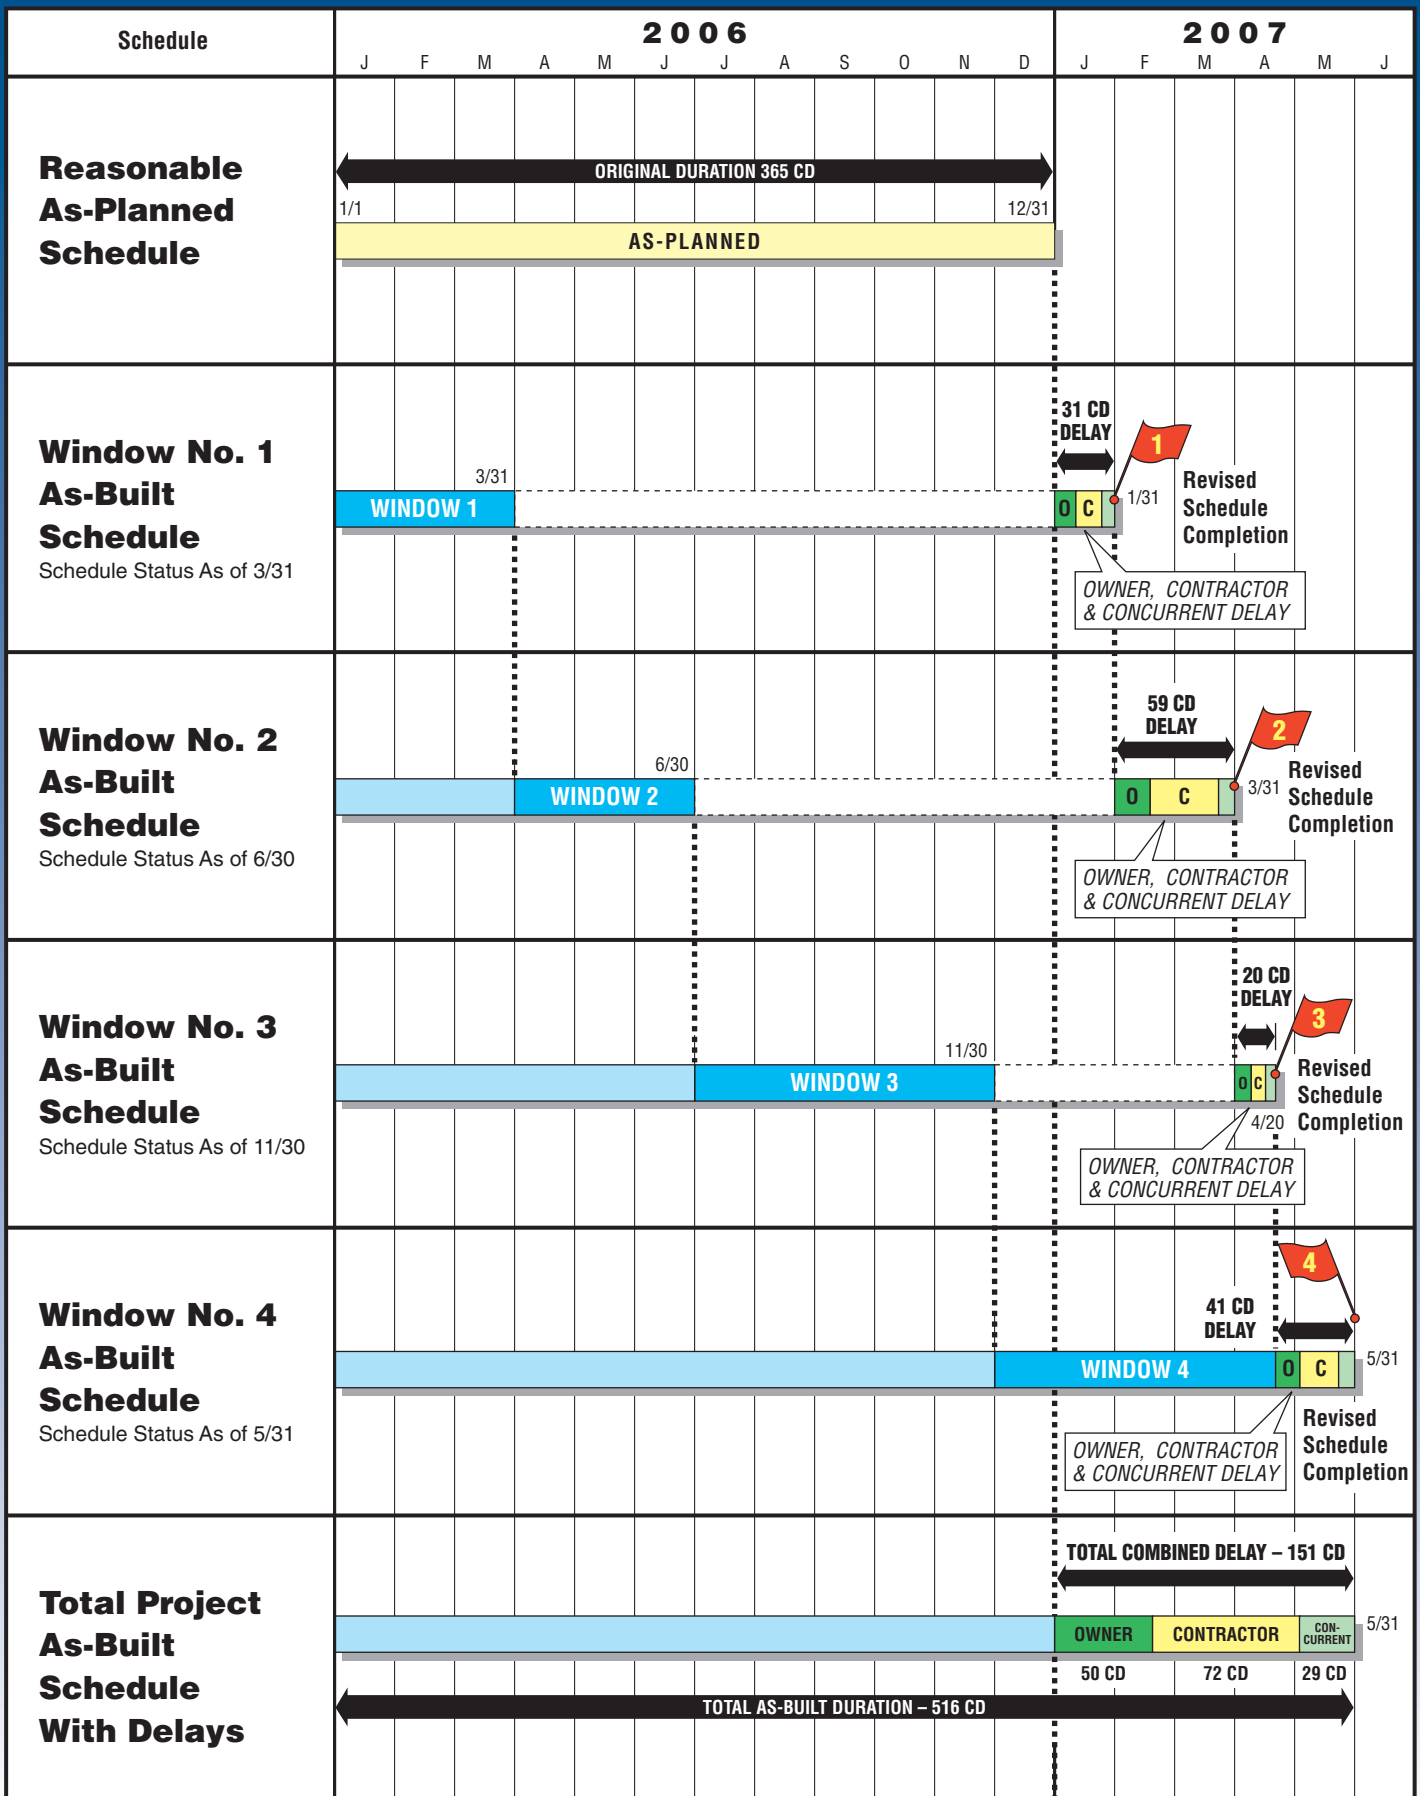 Schedule
2006
2007
J F M A M J J A S O N D J F M A M J
Reasonable
As-Planned
Schedule
ORIGINAL DURATION 365 CD
1/1
12/31
AS-PLANNED
Window No. 1
As-Built
Schedule
Schedule Status As of 3/31
3/31
WINDOW 1
31 CD
DELAY
O C
1
1/31
Revised
Schedule
Completion
OWNER, CONTRACTOR
& CONCURRENT DELAY
Window No. 2
As-Built
Schedule
Schedule Status As of 6/30
6/30
WINDOW 2
59 CD
DELAY
O C
2
3/31
Revised
Schedule
Completion
OWNER, CONTRACTOR
& CONCURRENT DELAY
Window No. 3
As-Built
Schedule
Schedule Status As of 11/30
11/30
WINDOW 3
20 CD
DELAY
O C
3
4/20
Revised
Schedule
Completion
OWNER, CONTRACTOR
& CONCURRENT DELAY
Window No. 4
As-Built
Schedule
Schedule Status As of 5/31
WINDOW 4
41 CD
DELAY
O C
4
5/31
Revised
Schedule
Completion
OWNER, CONTRACTOR
& CONCURRENT DELAY
Total Project
As-Built
Schedule
With Delays
TOTAL COMBINED DELAY – 151 CD
OWNER
CONTRACTOR
CON-
CURRENT
5/31
50 CD
72 CD
29 CD
TOTAL AS-BUILT DURATION – 516 CD